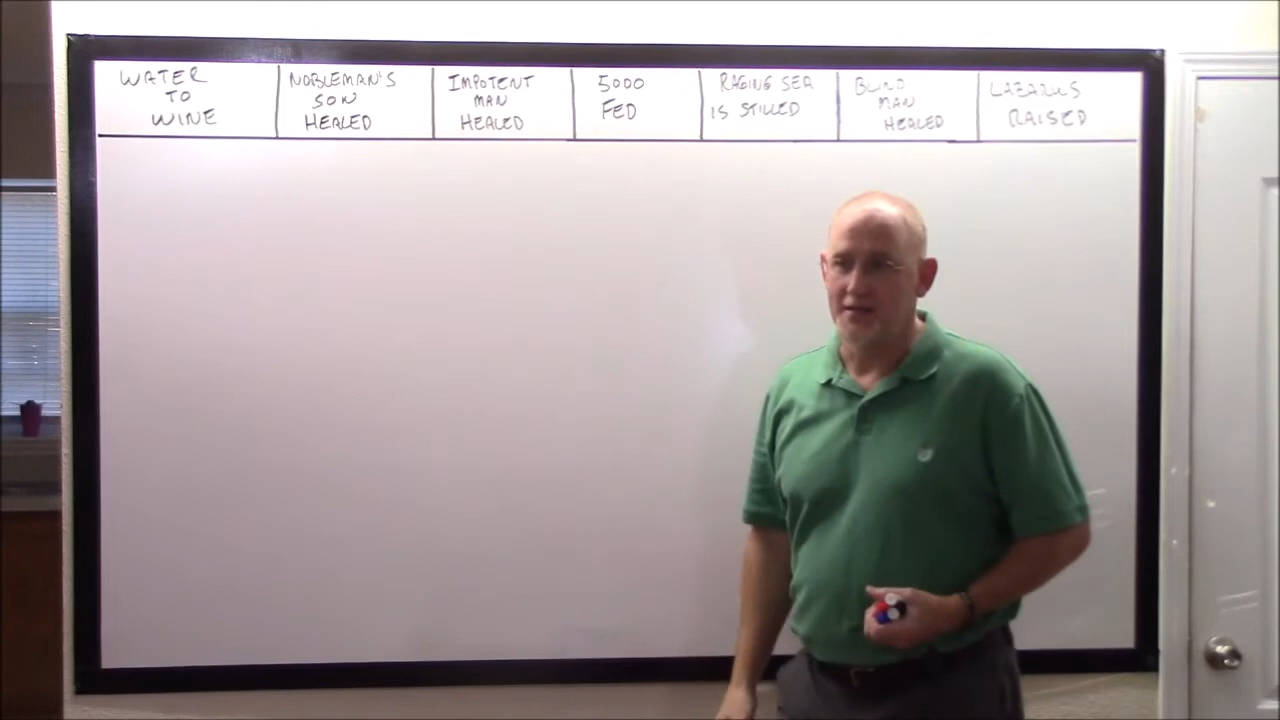 WATER
TO
WINE
NOBLEMAN'S
SON
HEALED
IMPOTENT
MAN
HEALED
5000
FED
RAGING SEA
IS STILLED
BLIND
MAN
HEALED
LAZARUS
RAISED